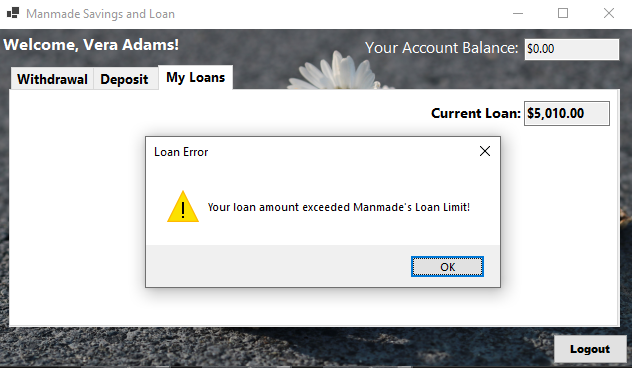 Manmade Savings and Loan
Welcome, Vera Adams!
Your Account Balance: $0.00
Withdrawal Deposit My Loans
Current Loan: $5,010.00
Loan Error
Your loan amount exceeded Manmade's Loan Limit!
OK
Logout